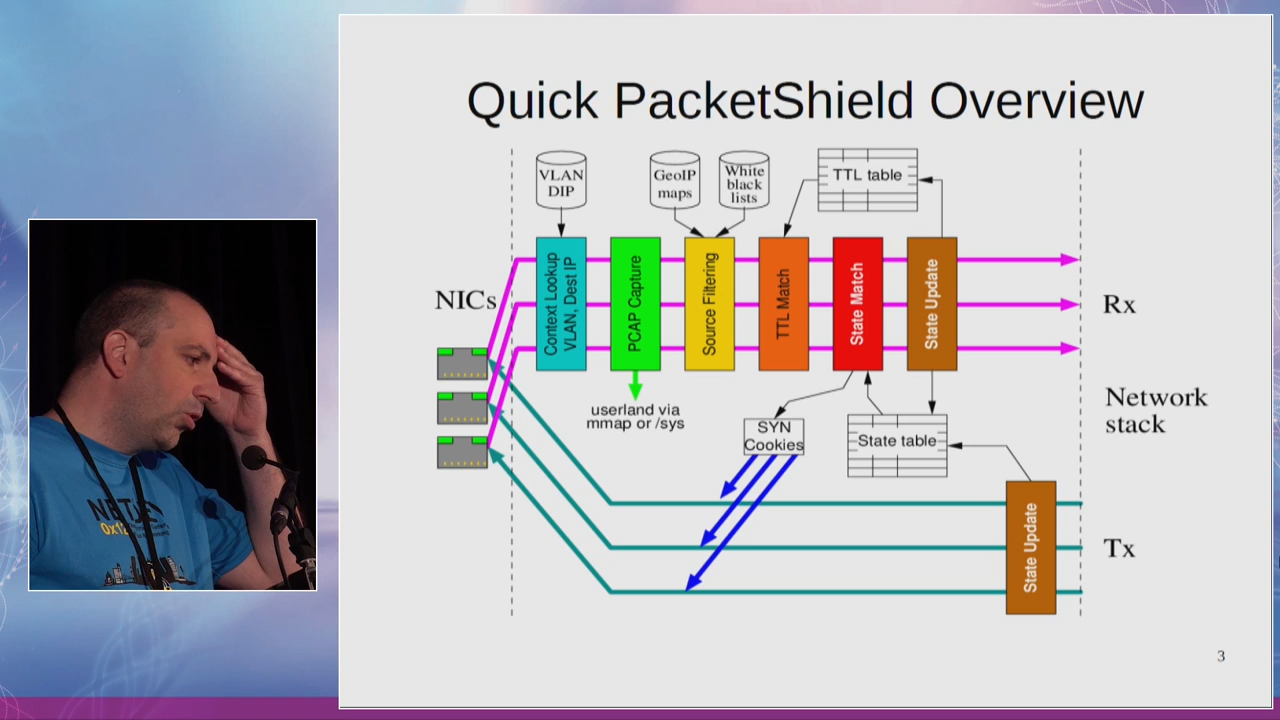 Quick PacketShield Overview
VLAN
DIP
GeoIP
maps
White
black
lists
TTL table
NICs
Context Lookup
VLAN, Dest IP
PCAP Capture
Source Filtering
TTL Match
State Match
State Update
Rx
userland via
mmap or /sys
SYN
Cookies
State table
Network
stack
State Update
Tx
3